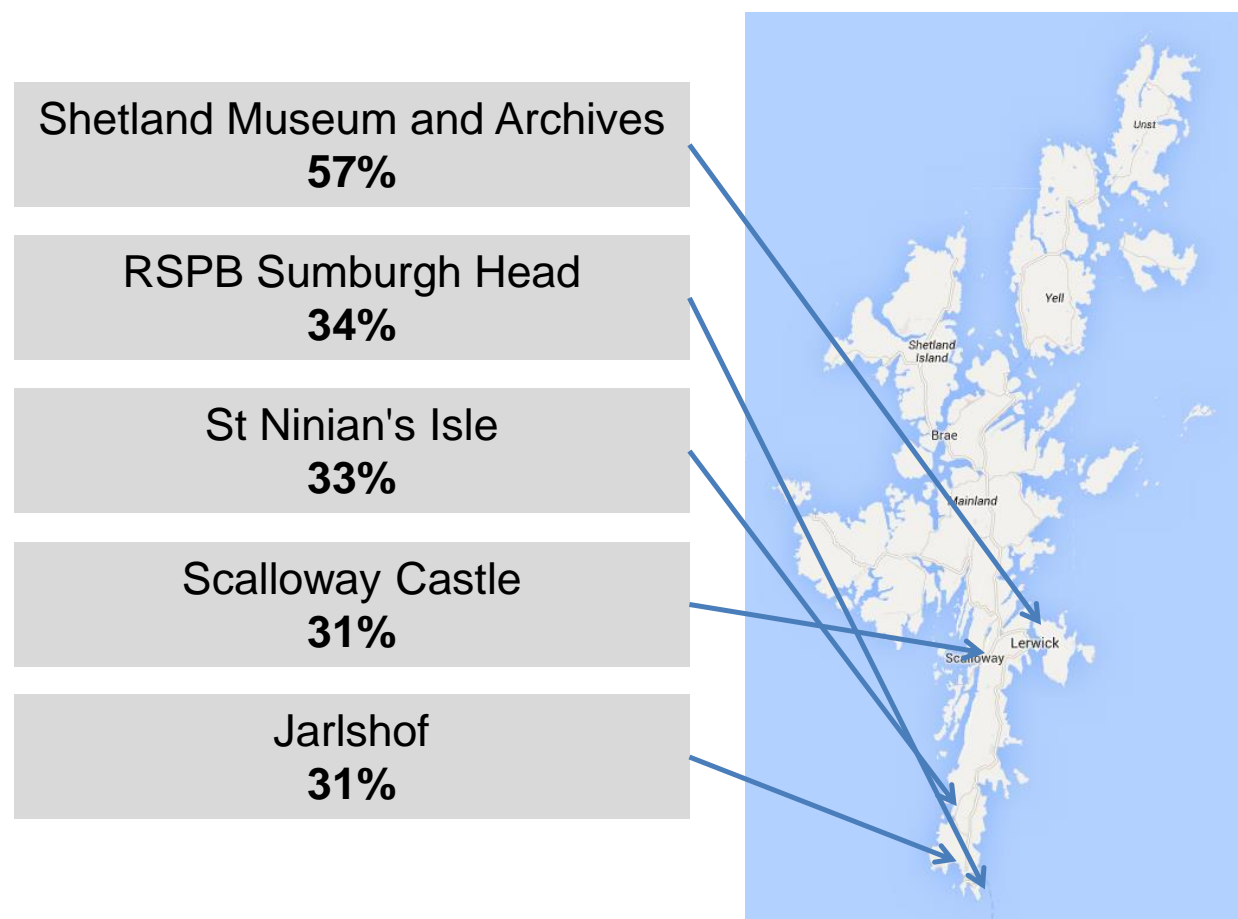 Shetland Museum and Archives
57%
RSPB Sumburgh Head
34%
St Ninian's Isle
33%
Scalloway Castle
31%
Jarlshof
31%
Unst
Yell
Shetland
Island
Brae
Mainland
Lerwick
Scalloway